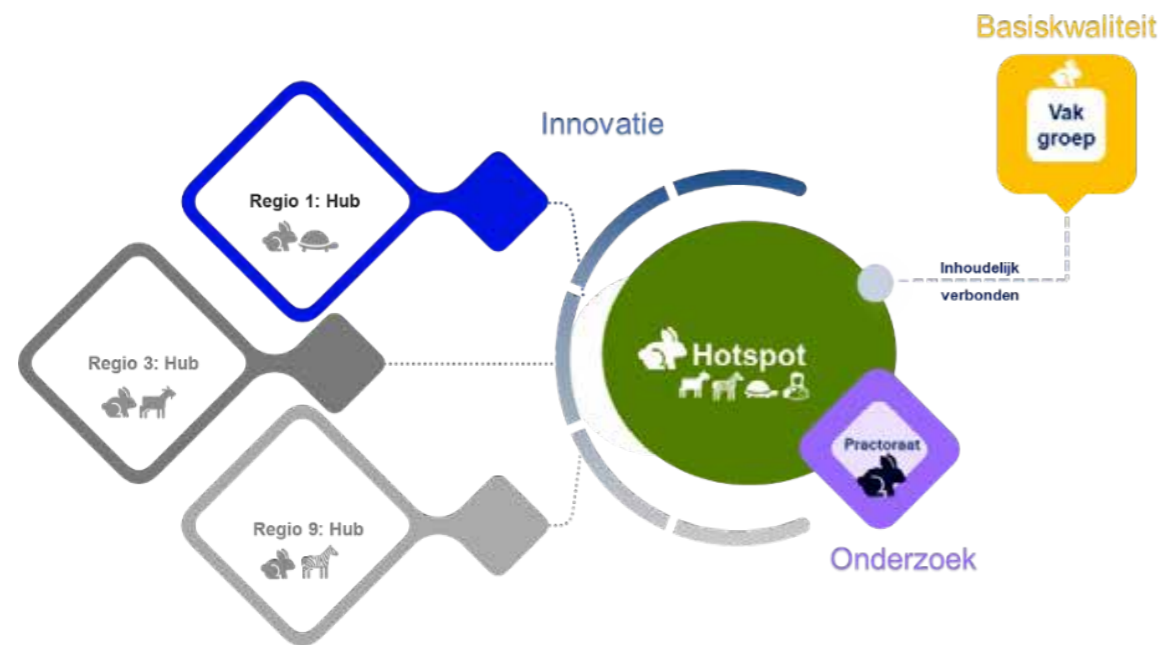 Basiskwaliteit
Vak
groep
Innovatie
Regio 1: Hub
Inhoudelijk
verbonden
Hotspot
Regio 3: Hub
Practoraat
Regio 9: Hub
Onderzoek